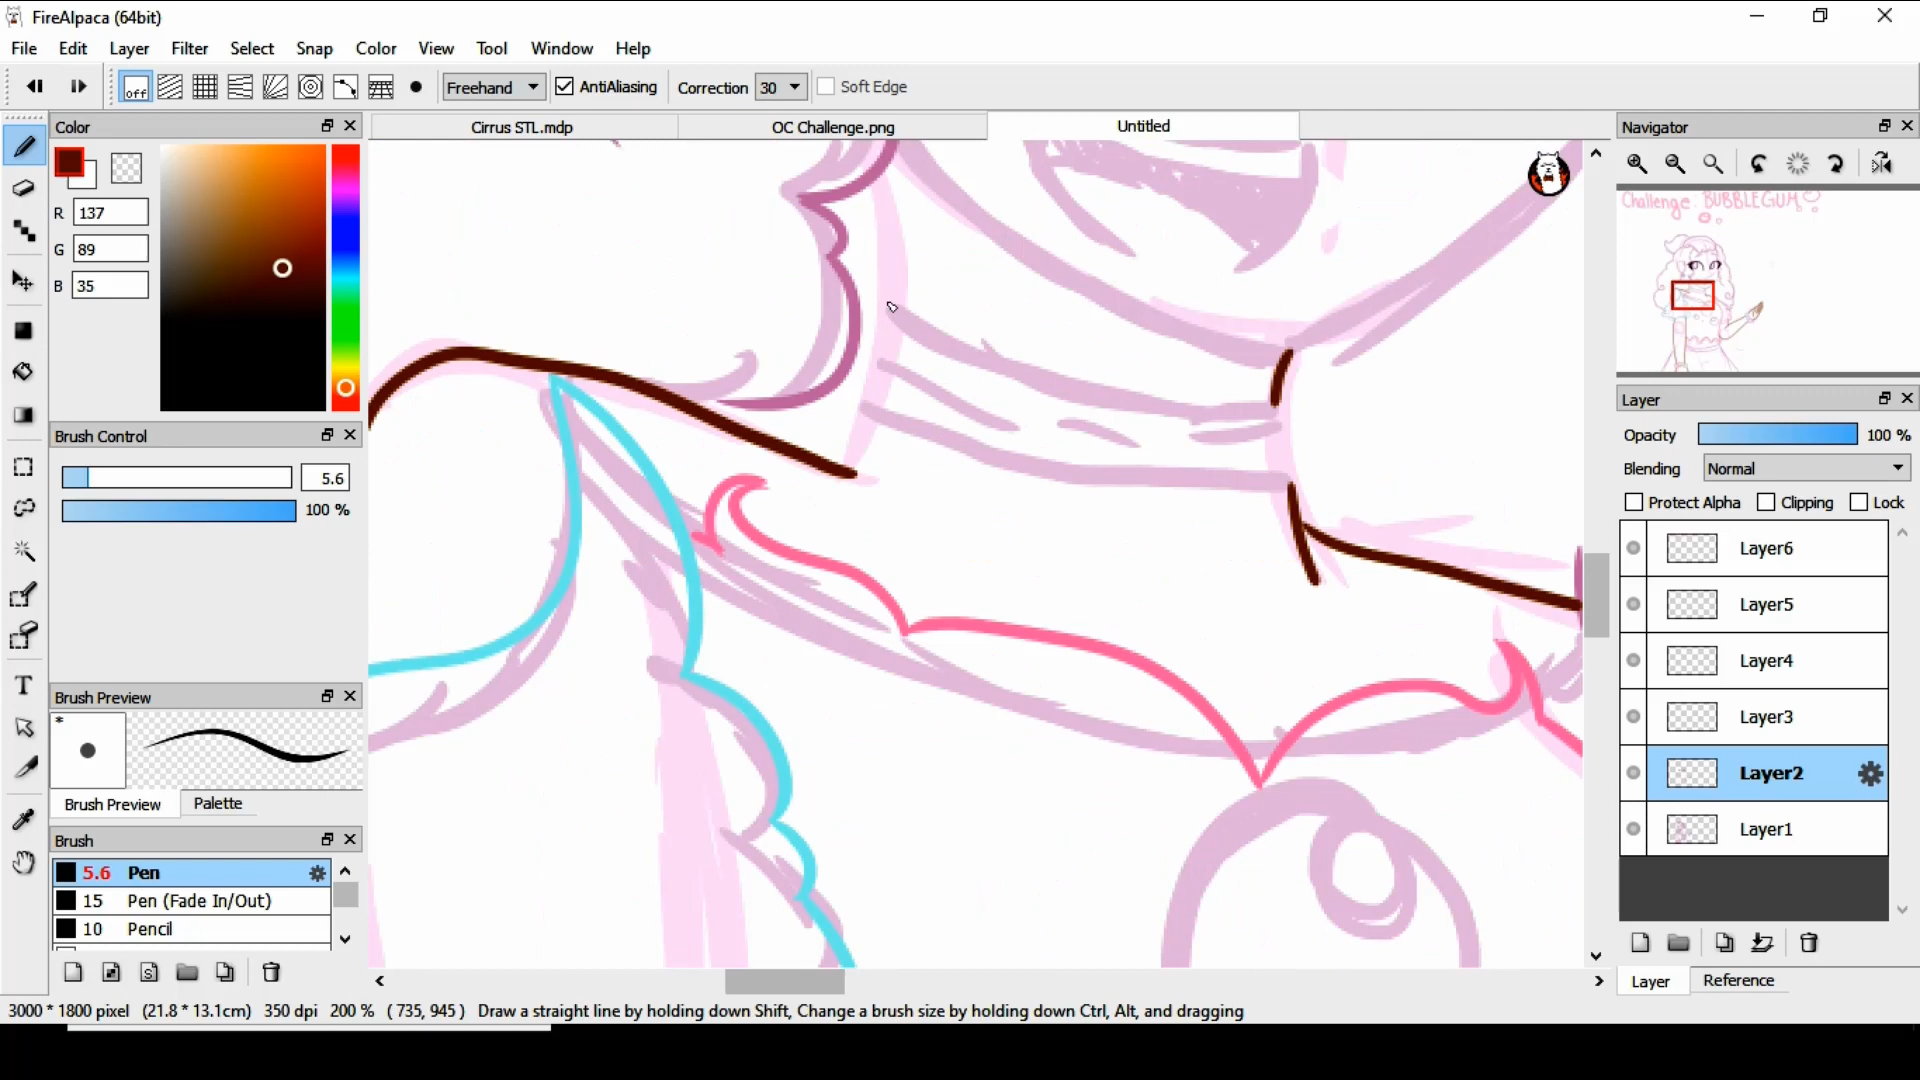 FireAlpaca (64bit)
File Edit Layer Filter Select Snap Color View Tool Window Help
off Freehand AntiAliasing Correction 30 Soft Edge
Color
Cirrus STL.mdp OC Challenge.png Untitled
Navigator
R 137
G 89
B 35
Challenge: BUBBLEGUM
Brush Control
5.6
100 %
Layer
Opacity 100 %
Blending Normal
Protect Alpha Clipping Lock
Layer6
Layer5
Layer4
Layer3
Layer2
Layer1
Brush Preview
*
Brush Preview Palette
Brush
5.6 Pen
15 Pen (Fade In/Out)
10 Pencil
S
T
Layer Reference
3000 * 1800 pixel (21.8 * 13.1cm) 350 dpi 200 % ( 735, 945 ) Draw a straight line by holding down Shift, Change a brush size by holding down Ctrl, Alt, and dragging